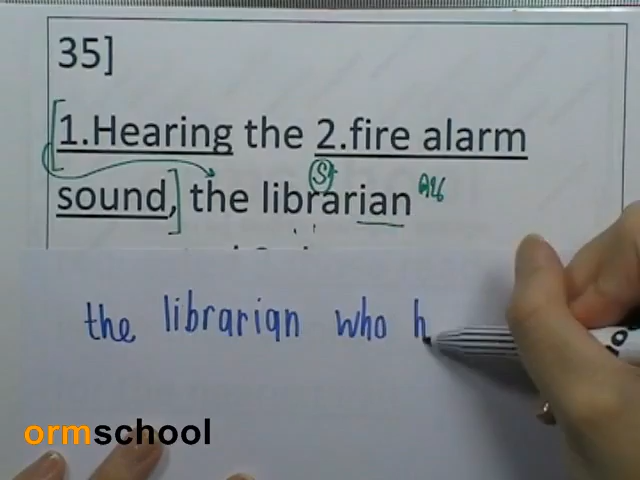 35]
1.Hearing the 2.fire alarm
S
sound, the librarian
the librarian who h
ormschool